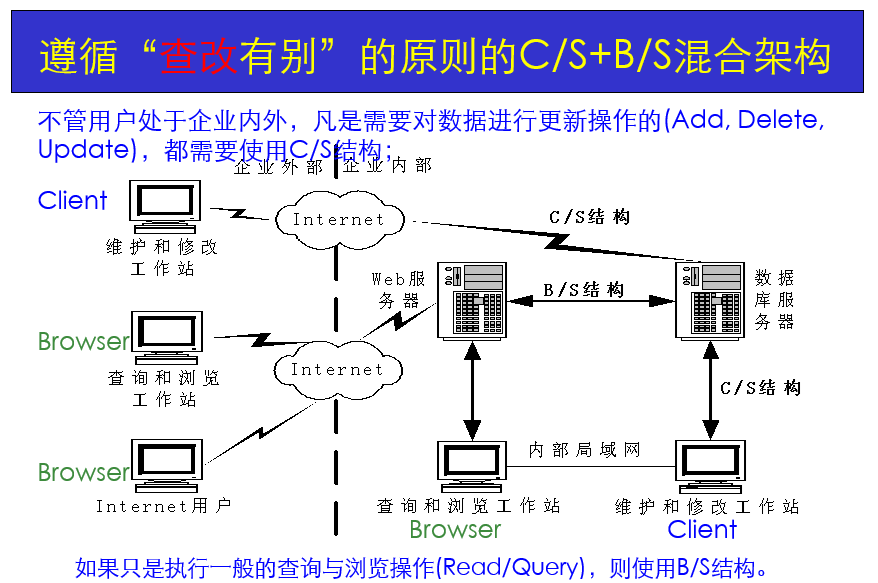 遵循“查改有别”的原则的C/S+B/S混合架构
不管用户处于企业内外，凡是需要对数据进行更新操作的(Add, Delete,
Update)，都需要使用C/S结构；
企业外部 企业内部
Client
Internet
C/S结构
维护和修改
工作站
Web服
务器
B/S结构
数据
库服
务器
Browser
查询和浏览
工作站
Internet
C/S结构
Browser
Internet用户
内部局域网
查询和浏览工作站
维护和修改工作站
Browser
Client
如果只是执行一般的查询与浏览操作(Read/Query)，则使用B/S结构。